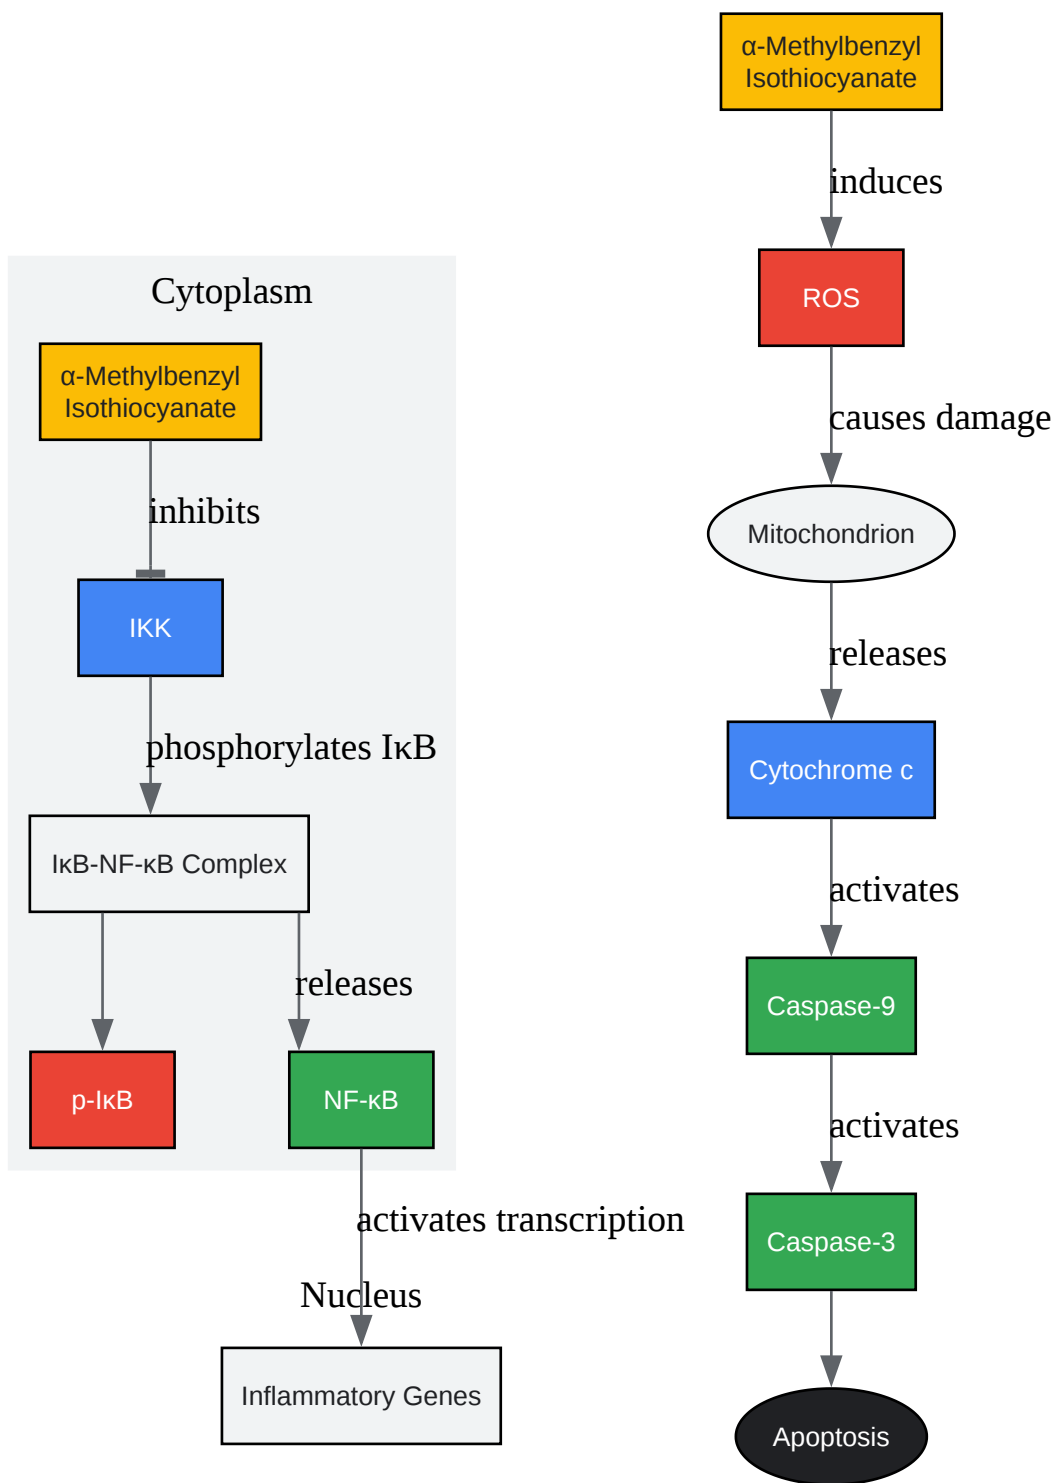 Cytoplasm
α-Methylbenzyl
Isothiocyanate
inhibits
IKK
phosphorylates IκB
IκB-NF-κB Complex
releases
p-IκB
NF-κB
activates transcription
Nucleus
Inflammatory Genes
α-Methylbenzyl
Isothiocyanate
induces
ROS
causes damage
Mitochondrion
releases
Cytochrome c
activates
Caspase-9
activates
Caspase-3
Apoptosis